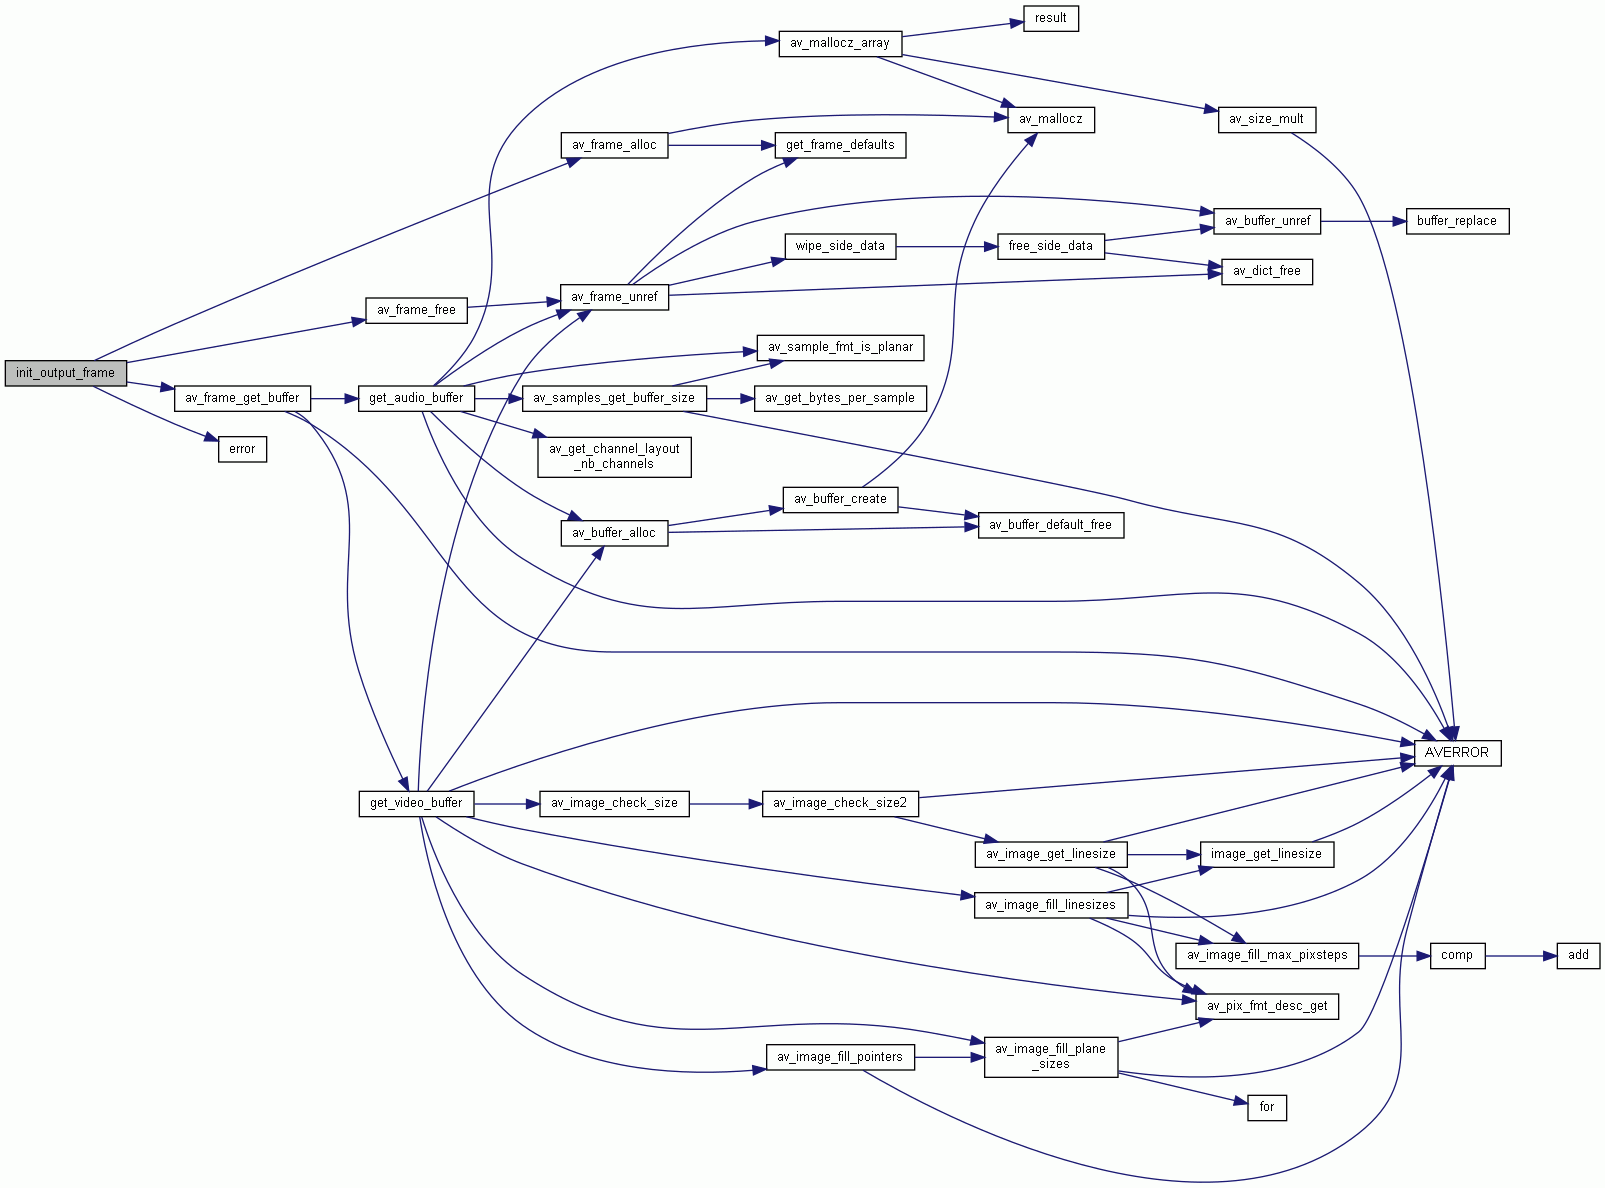 result
av_mallocz_array
av_mallocz
av_size_mult
av_frame_alloc
get_frame_defaults
av_buffer_unref
buffer_replace
wipe_side_data
free_side_data
av_dict_free
av_frame_unref
av_frame_free
av_sample_fmt_is_planar
init_output_frame
av_frame_get_buffer
get_audio_buffer
av_samples_get_buffer_size
av_get_bytes_per_sample
error
av_get_channel_layout
_nb_channels
av_buffer_create
av_buffer_default_free
av_buffer_alloc
AVERROR
get_video_buffer
av_image_check_size
av_image_check_size2
av_image_get_linesize
image_get_linesize
av_image_fill_linesizes
av_image_fill_max_pixsteps
comp
add
av_pix_fmt_desc_get
av_image_fill_pointers
av_image_fill_plane
_sizes
for